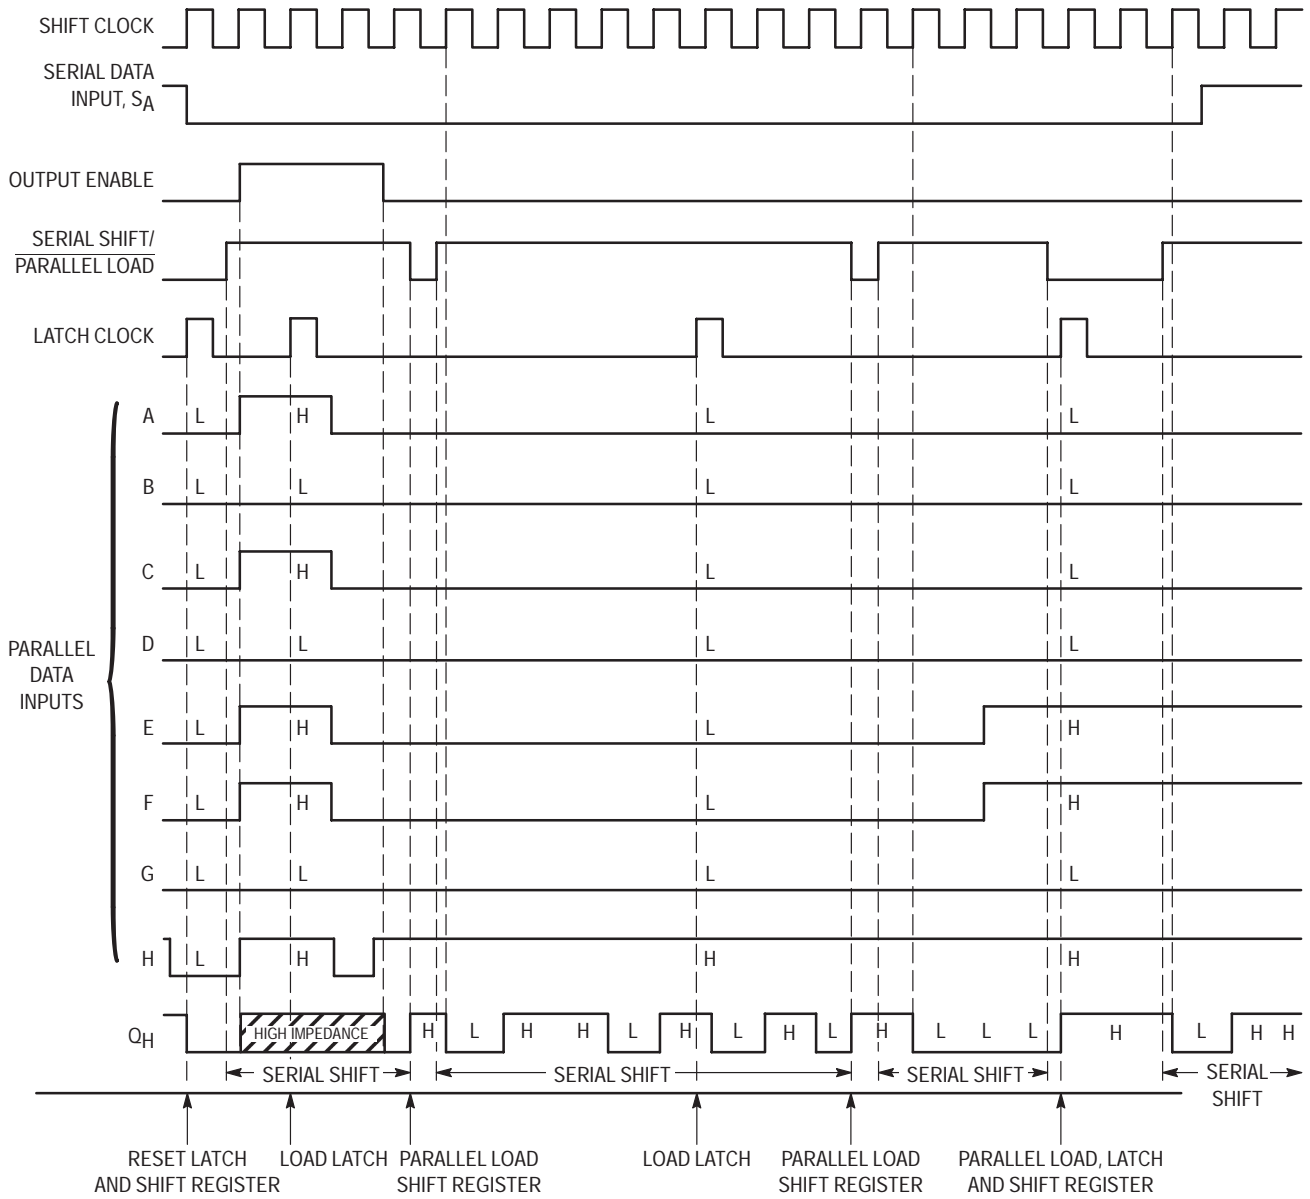 SHIFT CLOCK
SERIAL DATA
INPUT, SA
OUTPUT ENABLE
SERIAL SHIFT/
PARALLEL LOAD
LATCH CLOCK
A L H L L
B L L L L
C L H L L
D L L L L
PARALLEL
DATA
INPUTS
E L H L H
F L H L H
G L L L L
H L H H H
QH HIGH IMPEDANCE H L H H L H L H L H L L L H L H H
SERIAL SHIFT SERIAL SHIFT SERIAL SHIFT SERIAL
SHIFT
RESET LATCH
AND SHIFT REGISTER
LOAD LATCH
PARALLEL LOAD
SHIFT REGISTER
LOAD LATCH
PARALLEL LOAD
SHIFT REGISTER
PARALLEL LOAD, LATCH
AND SHIFT REGISTER